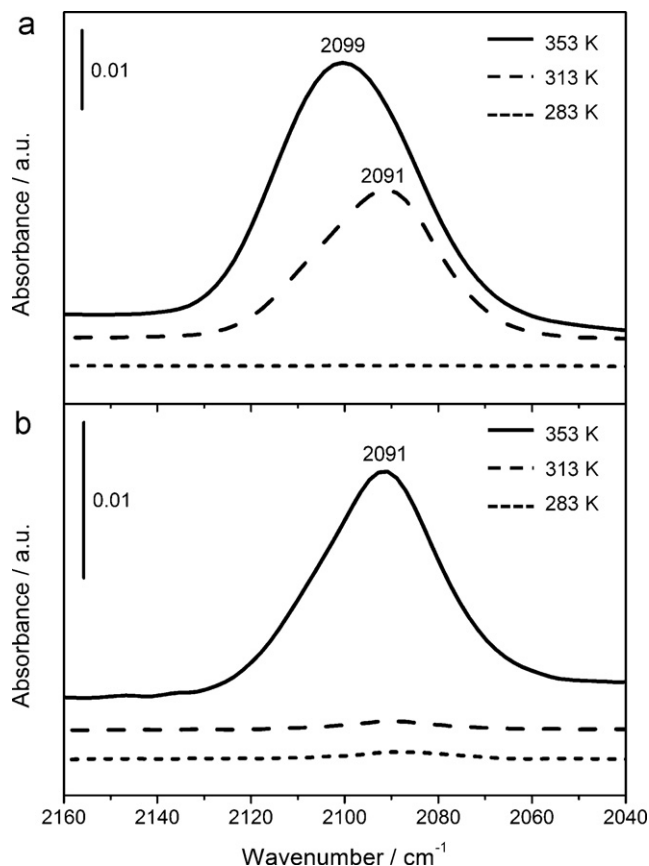 a
0.01
2099
2091
353 K
313 K
283 K
Absorbance / a.u.
b
0.01
2091
353 K
313 K
283 K
Absorbance / a.u.
2160 2140 2120 2100 2080 2060 2040
Wavenumber / cm⁻¹